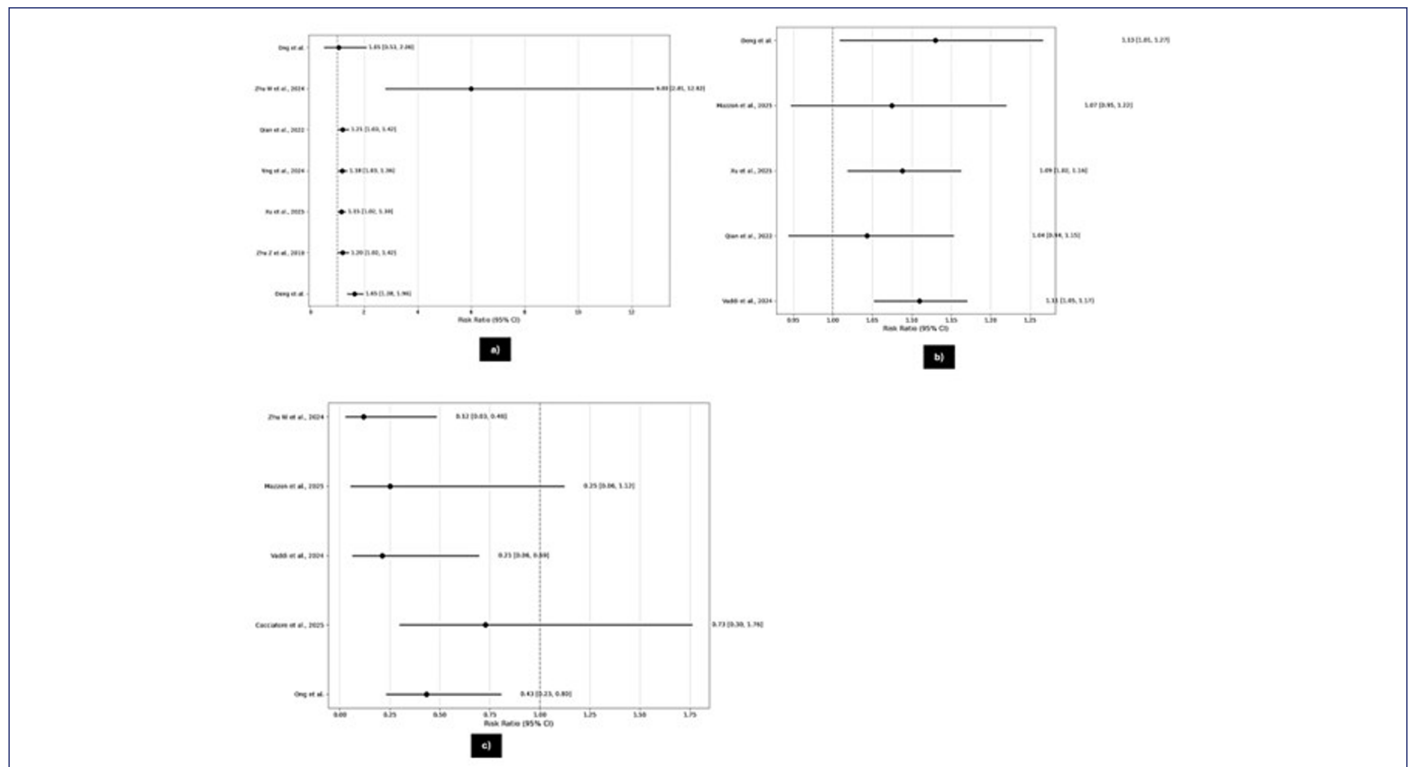 Ong et al.
1.05 [0.53, 2.08]
Zhu W et al., 2024
6.00 [2.81, 12.82]
Qian et al., 2022
1.21 [1.03, 1.42]
Ying et al., 2024
1.18 [1.03, 1.36]
Xu et al., 2025
1.15 [1.02, 1.30]
Zhu Z et al., 2019
1.20 [1.02, 1.42]
Deng et al.
1.65 [1.38, 1.96]
0 2 4 6 8 10 12
Risk Ratio (95% CI)
a)
Deng et al.
1.13 [1.01, 1.27]
Mazzon et al., 2025
1.07 [0.95, 1.22]
Xu et al., 2025
1.09 [1.02, 1.16]
Qian et al., 2022
1.04 [0.94, 1.15]
Vaddi et al., 2024
1.11 [1.05, 1.17]
0.95 1.00 1.05 1.10 1.15 1.20 1.25
Risk Ratio (95% CI)
b)
Zhu W et al., 2024
0.12 [0.03, 0.48]
Mazzon et al., 2025
0.25 [0.06, 1.12]
Vaddi et al., 2024
0.21 [0.06, 0.69]
Cacciatore et al., 2025
0.73 [0.30, 1.76]
Ong et al.
0.43 [0.23, 0.80]
0.00 0.25 0.50 0.75 1.00 1.25 1.50 1.75
Risk Ratio (95% CI)
c)